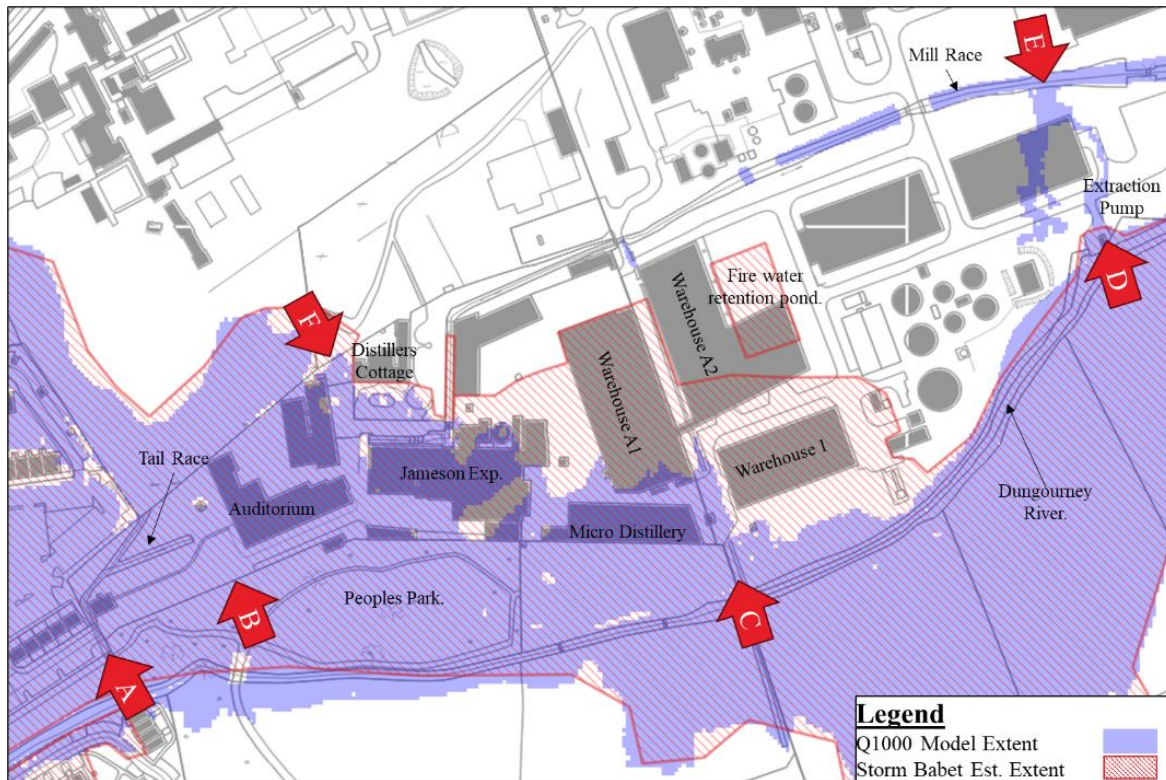 E
Mill Race
Extraction
Pump
D
Fire water
retention pond.
Warehouse A2
F
Distillers
Cottage
Warehouse A1
Warehouse 1
Jameson Exp.
Tail Race
Auditorium
Micro Distillery
Dungourney
River.
B
Peoples Park.
C
A
Legend
Q1000 Model Extent
Storm Babet Est. Extent